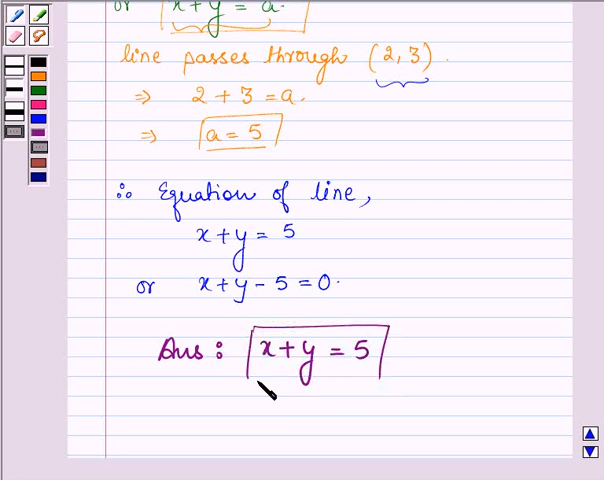 or x + y = a.
line passes through (2, 3).
⇒ 2 + 3 = a.
⇒ a = 5
∴ Equation of line,
x + y = 5
or x + y - 5 = 0.
Ans : x + y = 5